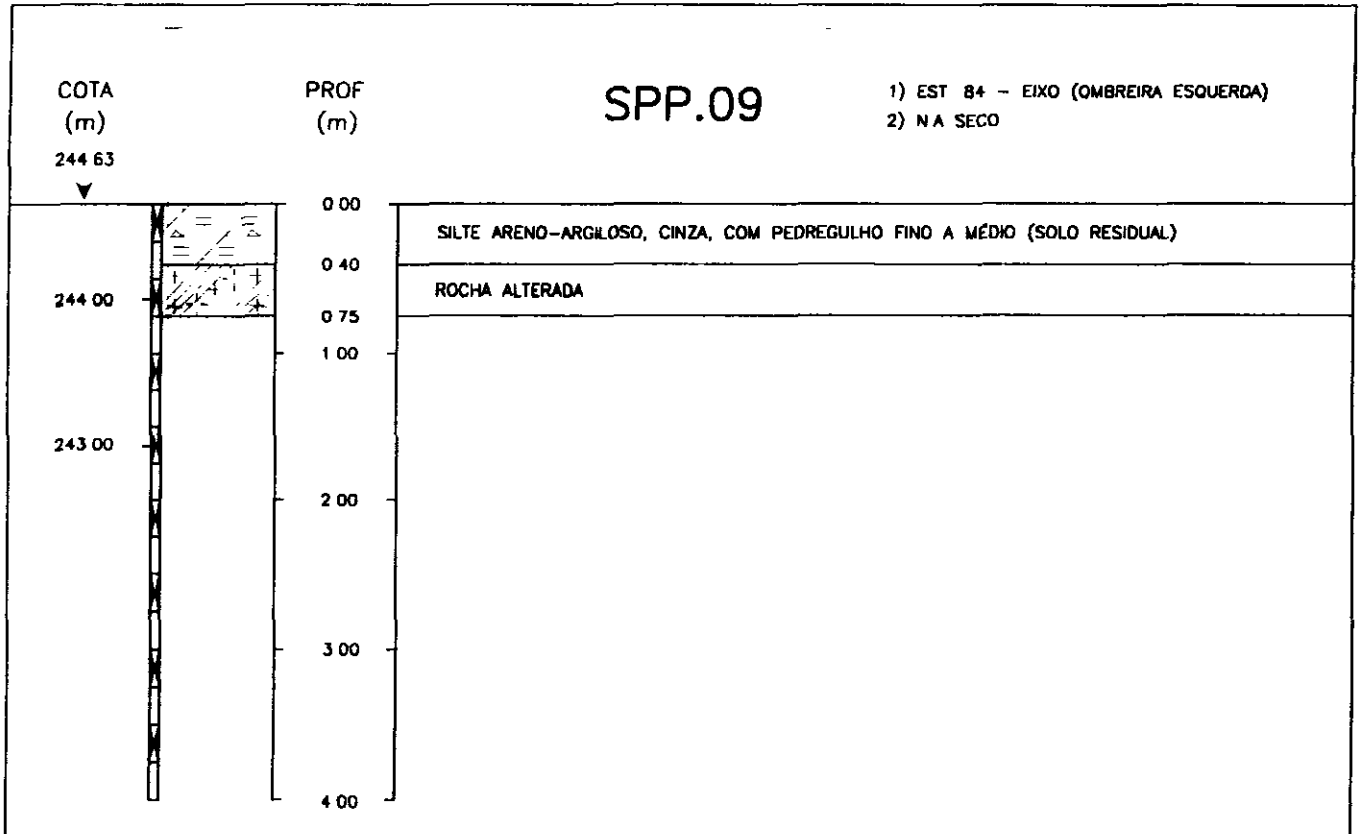 COTA
(m)
244 63
PROF
(m)
SPP.09
1) EST 84 - EIXO (OMBREIRA ESQUERDA)
2) N A SECO
0 00
SILTE ARENO-ARGILOSO, CINZA, COM PEDREGULHO FINO A MÉDIO (SOLO RESIDUAL)
0 40
244 00
ROCHA ALTERADA
0 75
1 00
243 00
2 00
3 00
4 00